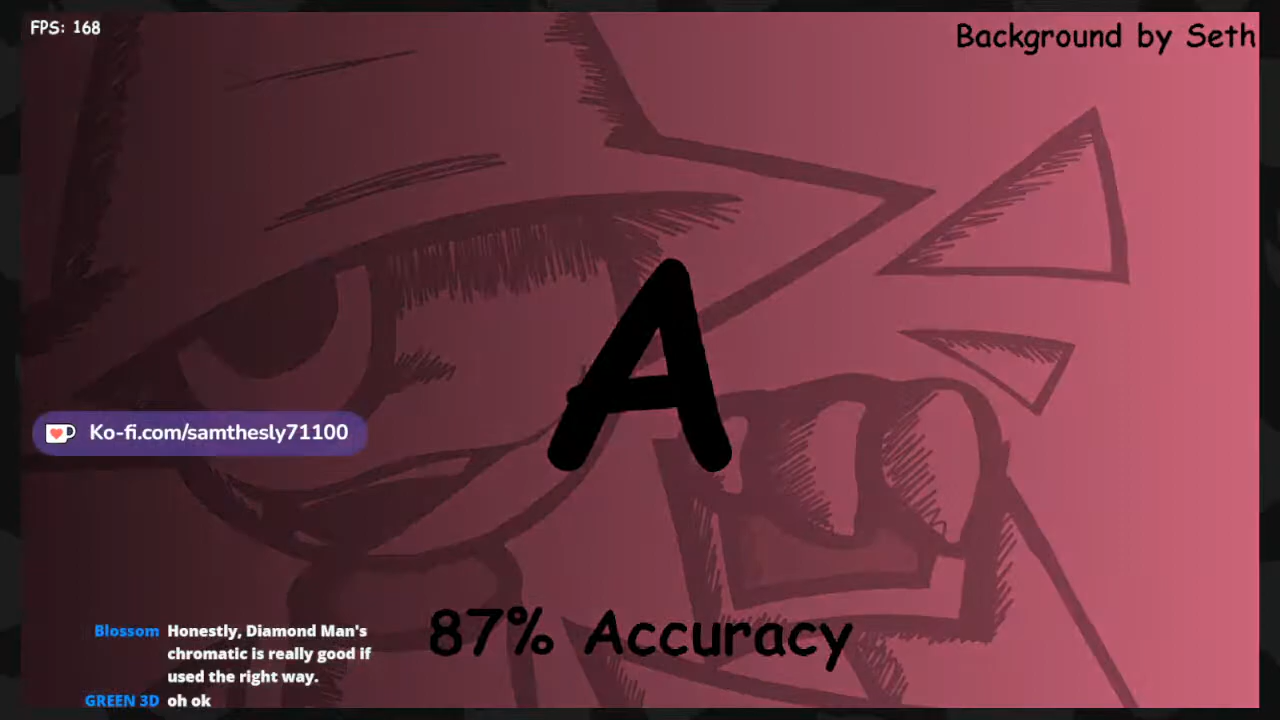 FPS: 168
Background by Seth
A
Ko-fi.com/samthesly71100
87% Accuracy
Blossom Honestly, Diamond Man's
chromatic is really good if
used the right way.
GREEN 3D oh ok